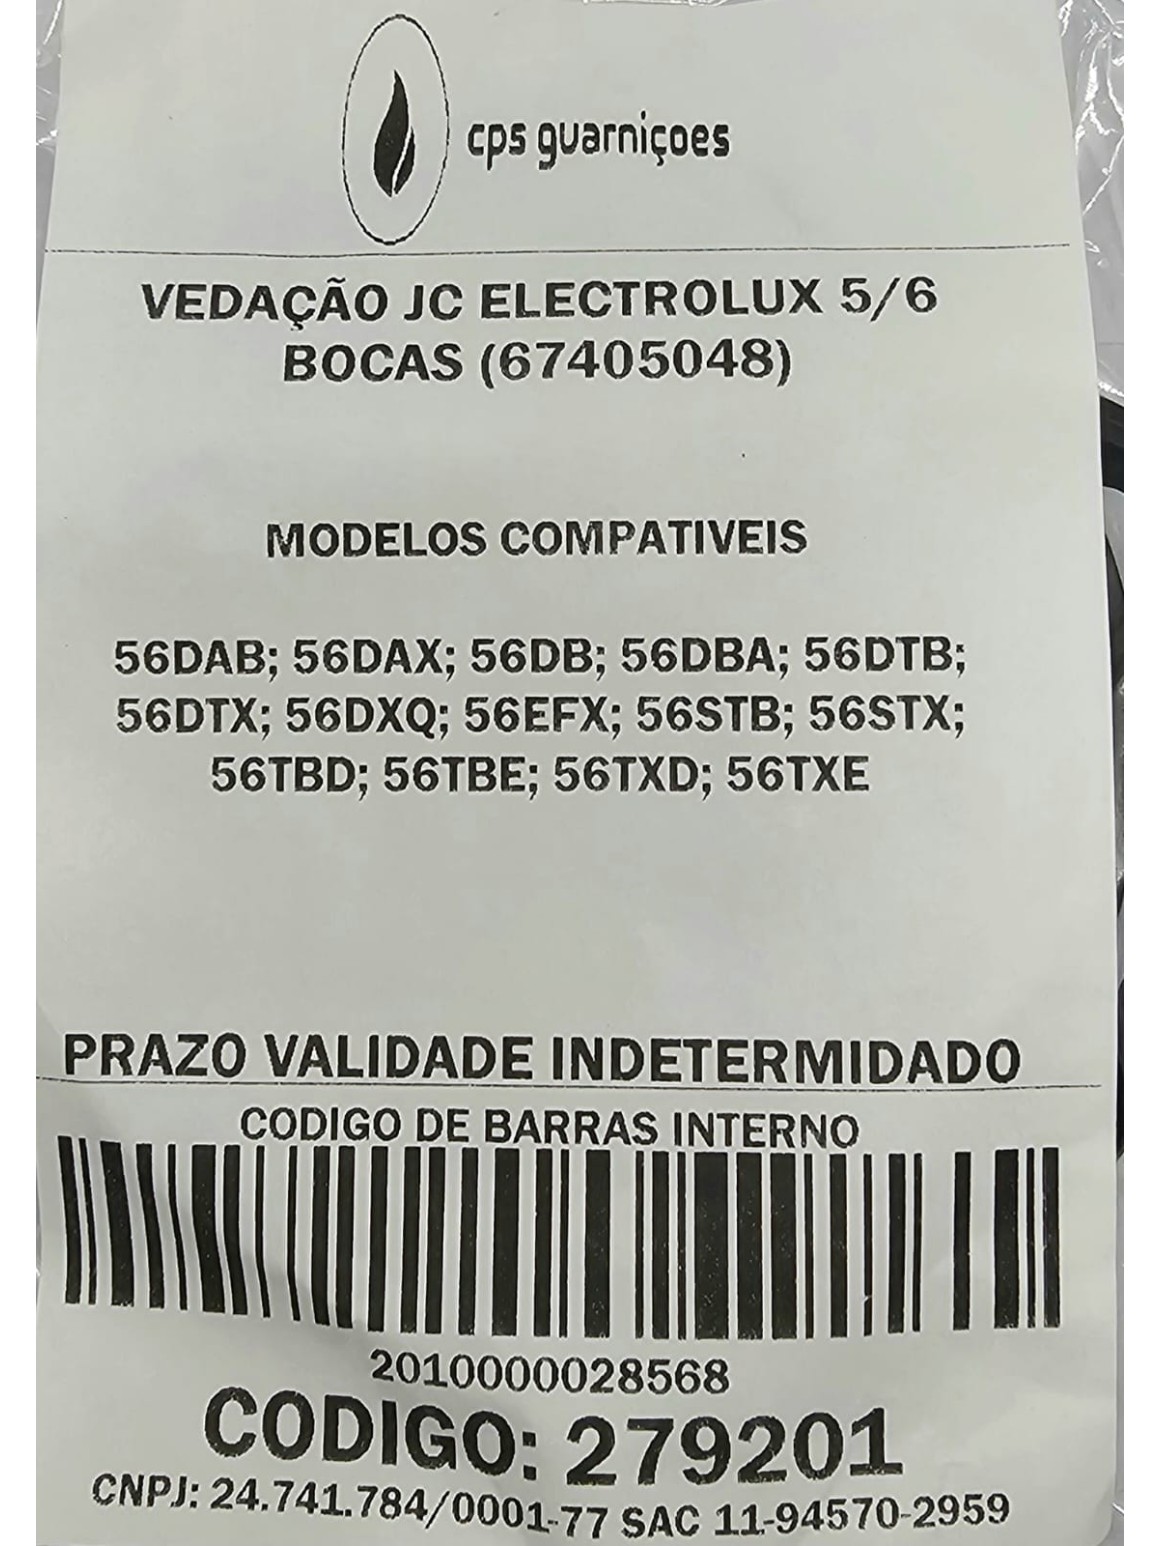 cps guarniçoes
VEDAÇÃO JC ELECTROLUX 5/6
BOCAS (67405048)
MODELOS COMPATIVEIS
56DAB; 56DAX; 56DB; 56DBA; 56DTB;
56DTX; 56DXQ; 56EFX; 56STB; 56STX;
56TBD; 56TBE; 56TXD; 56TXE
PRAZO VALIDADE INDETERMIDADO
CODIGO DE BARRAS INTERNO
2010000028568
CODIGO: 279201
CNPJ: 24.741.784/0001-77 SAC 11-94570-2959